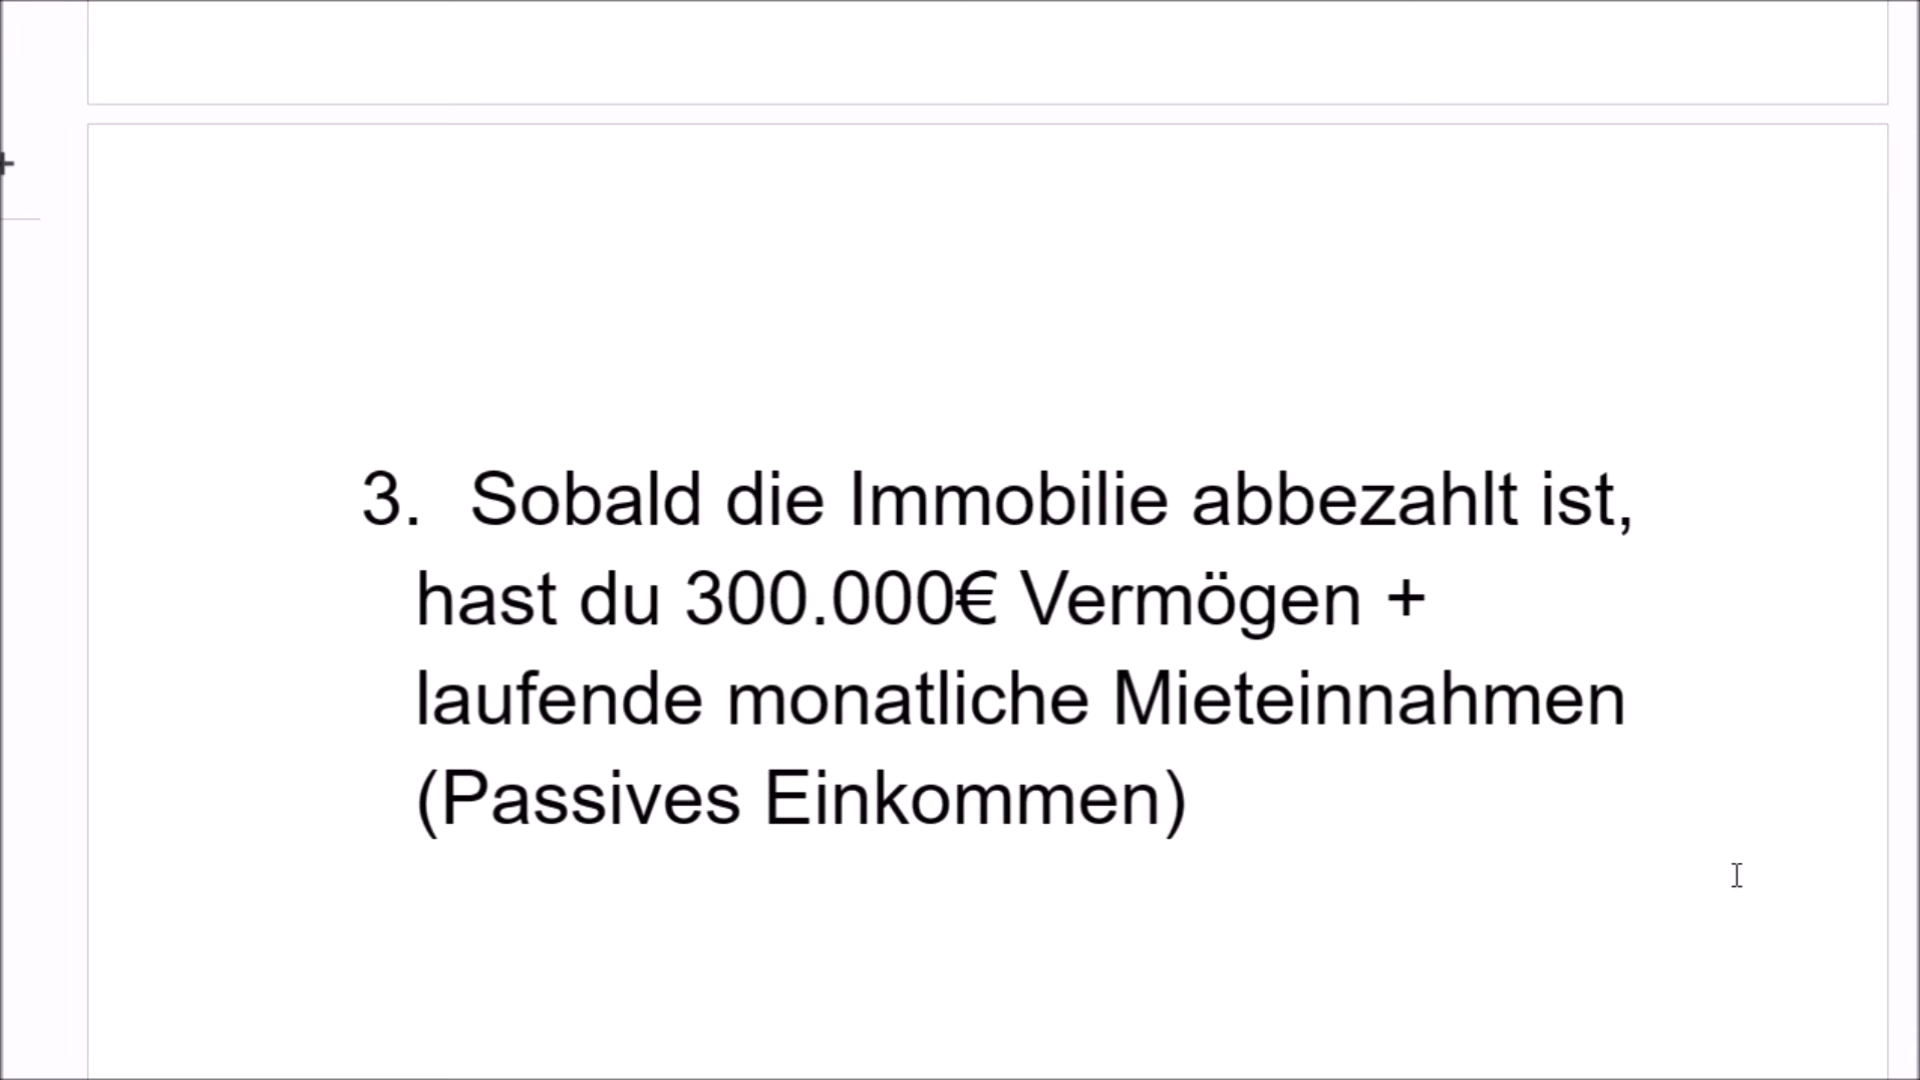 3. Sobald die Immobilie abbezahlt ist,
hast du 300.000€ Vermögen +
laufende monatliche Mieteinnahmen
(Passives Einkommen)